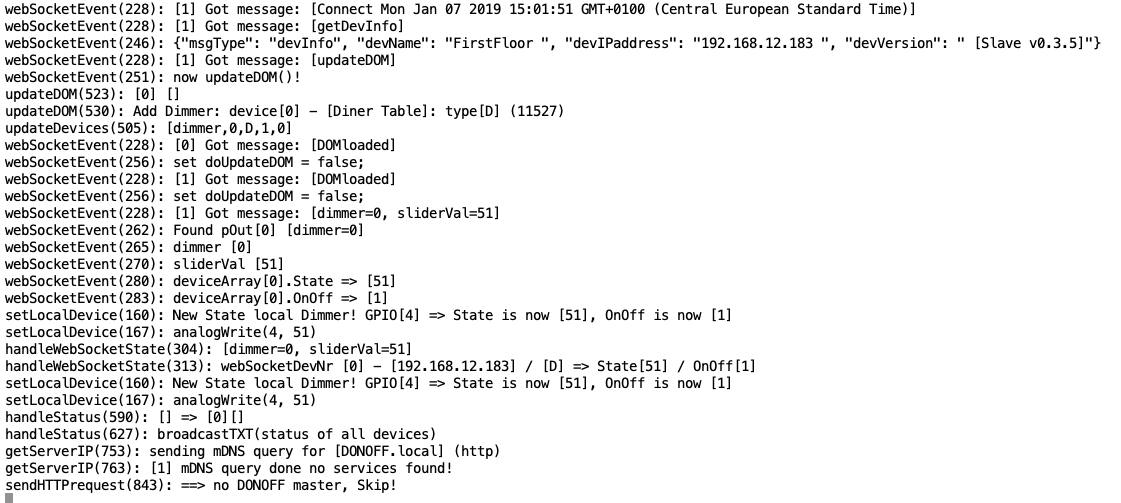 webSocketEvent(228): [1] Got message: [Connect Mon Jan 07 2019 15:01:51 GMT+0100 (Central European Standard Time)]
webSocketEvent(228): [1] Got message: [getDevInfo]
webSocketEvent(246): {"msgType": "devInfo", "devName": "FirstFloor ", "devIPaddress": "192.168.12.183 ", "devVersion": " [Slave v0.3.5]"}
webSocketEvent(228): [1] Got message: [updateDOM]
webSocketEvent(251): now updateDOM()!
updateDOM(523): [0] []
updateDOM(530): Add Dimmer: device[0] - [Diner Table]: type[D] (11527)
updateDevices(505): [dimmer,0,D,1,0]
webSocketEvent(228): [0] Got message: [DOMloaded]
webSocketEvent(256): set doUpdateDOM = false;
webSocketEvent(228): [1] Got message: [DOMloaded]
webSocketEvent(256): set doUpdateDOM = false;
webSocketEvent(228): [1] Got message: [dimmer=0, sliderVal=51]
webSocketEvent(262): Found pOut[0] [dimmer=0]
webSocketEvent(265): dimmer [0]
webSocketEvent(270): sliderVal [51]
webSocketEvent(280): deviceArray[0].State => [51]
webSocketEvent(283): deviceArray[0].OnOff => [1]
setLocalDevice(160): New State local Dimmer! GPIO[4] => State is now [51], OnOff is now [1]
setLocalDevice(167): analogWrite(4, 51)
handleWebSocketState(304): [dimmer=0, sliderVal=51]
handleWebSocketState(313): webSocketDevNr [0] - [192.168.12.183] / [D] => State[51] / OnOff[1]
setLocalDevice(160): New State local Dimmer! GPIO[4] => State is now [51], OnOff is now [1]
setLocalDevice(167): analogWrite(4, 51)
handleStatus(590): [] => [0][]
handleStatus(627): broadcastTXT(status of all devices)
getServerIP(753): sending mDNS query for [DONOFF.local] (http)
getServerIP(763): [1] mDNS query done no services found!
sendHTTPrequest(843): ==> no DONOFF master, Skip!